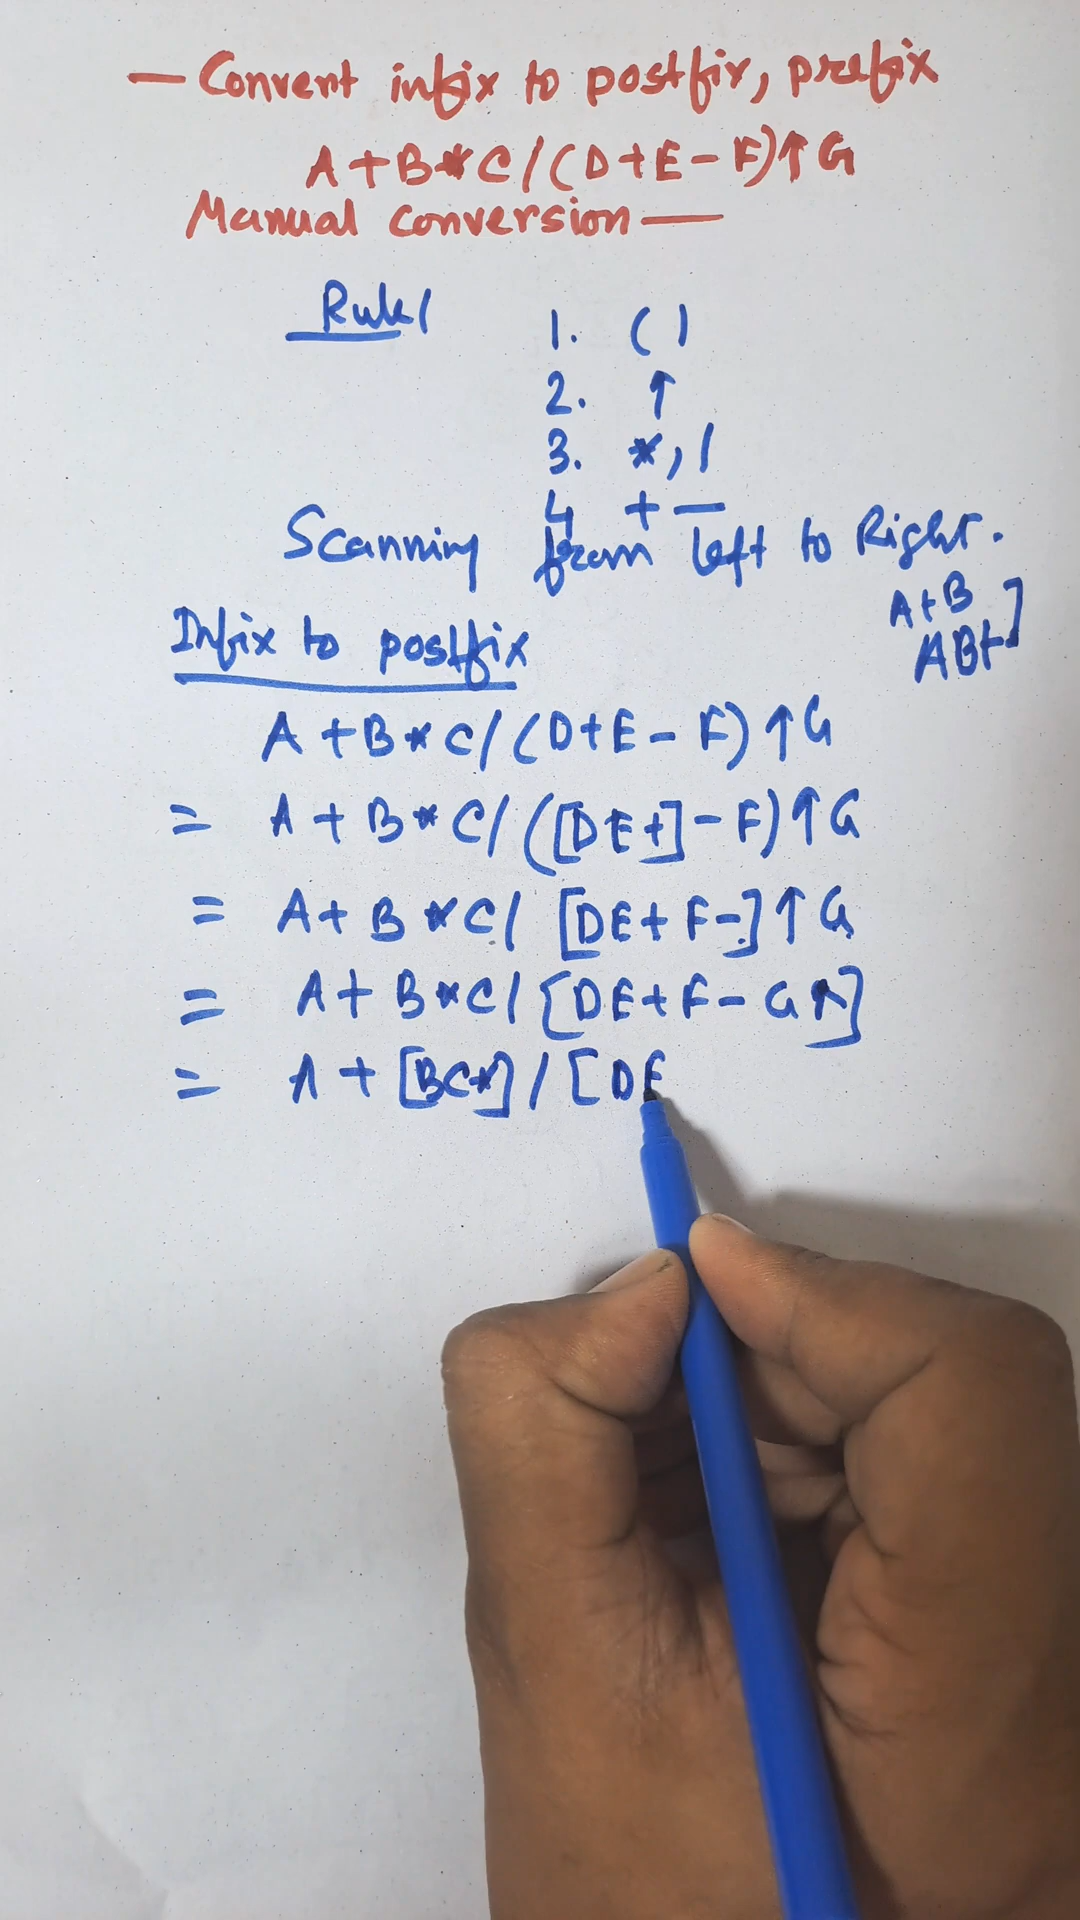 — Convert infix to postfix, prefix
A+B*C/(D+E-F)↑G
Manual conversion —
Rule/
1. ( )
2. ↑
3. *, /
4 + —
Scanning from left to Right.
A+B
AB+]
Infix to postfix
A+B*C/(D+E-F)↑G
= A+B*C/([DE+]-F)↑G
= A+B*C/[DE+F-]↑G
= A+B*C/[DE+F-G↑]
= A+[BC*]/[DE